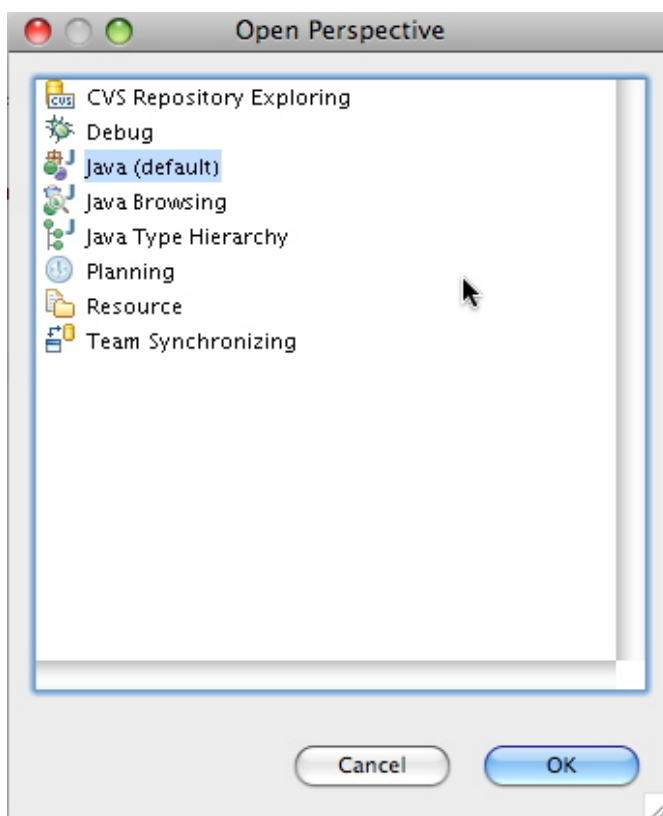 Open Perspective
CVS CVS Repository Exploring
Debug
J Java (default)
J Java Browsing
J Java Type Hierarchy
Planning
Resource
Team Synchronizing
Cancel OK